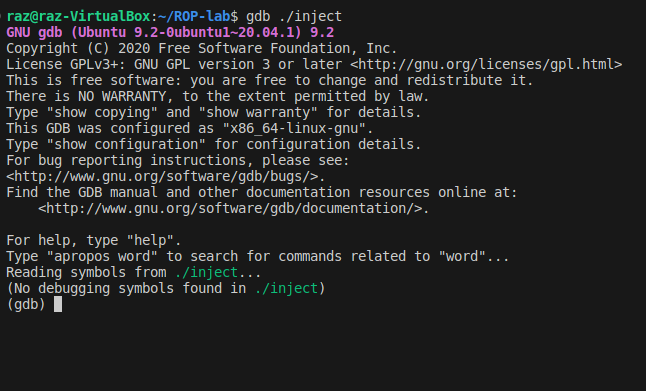 raz@raz-VirtualBox:~/ROP-lab$ gdb ./inject
GNU gdb (Ubuntu 9.2-0ubuntu1~20.04.1) 9.2
Copyright (C) 2020 Free Software Foundation, Inc.
License GPLv3+: GNU GPL version 3 or later <http://gnu.org/licenses/gpl.html>
This is free software: you are free to change and redistribute it.
There is NO WARRANTY, to the extent permitted by law.
Type "show copying" and "show warranty" for details.
This GDB was configured as "x86_64-linux-gnu".
Type "show configuration" for configuration details.
For bug reporting instructions, please see:
<http://www.gnu.org/software/gdb/bugs/>.
Find the GDB manual and other documentation resources online at:
    <http://www.gnu.org/software/gdb/documentation/>.

For help, type "help".
Type "apropos word" to search for commands related to "word"...
Reading symbols from ./inject...
(No debugging symbols found in ./inject)
(gdb)